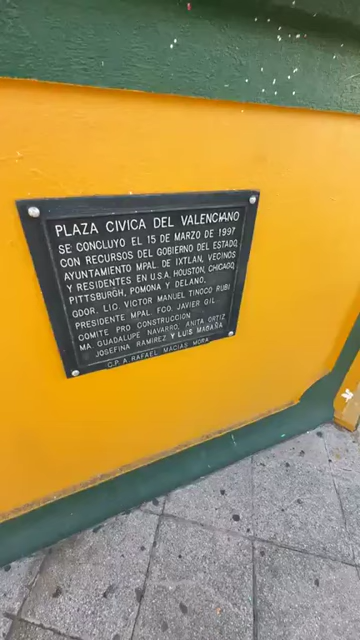 PLAZA CIVICA DEL VALENCIANO
SE CONCLUYO EL 15 DE MARZO DE 1997
CON RECURSOS DEL GOBIERNO DEL ESTADO,
AYUNTAMIENTO MPAL. DE IXTLAN, VECINOS
Y RESIDENTES EN U.S.A. HOUSTON, CHICAGO,
PITTSBURGH, POMONA Y DELANO.
GDOR. LIC. VICTOR MANUEL TINOCO RUBI
PRESIDENTE MPAL. FCO. JAVIER GIL
COMITE PRO CONSTRUCCION
MA. GUADALUPE NAVARRO, ANITA ORTIZ
JOSEFINA RAMIREZ Y LUIS MAGAÑA
C.P.A RAFAEL MACIAS MORA